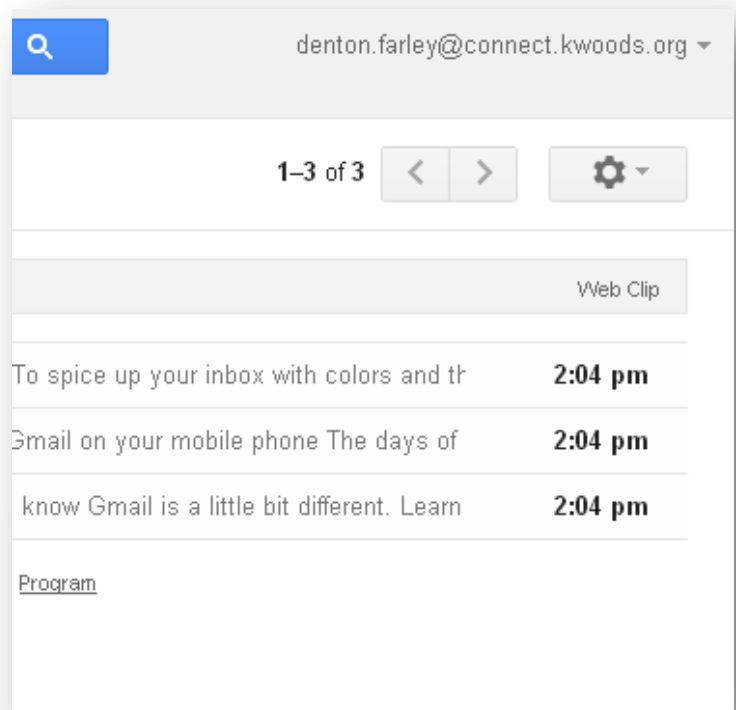 denton.farley@connect.kwoods.org
1–3 of 3
Web Clip
To spice up your inbox with colors and th 2:04 pm
Gmail on your mobile phone The days of 2:04 pm
know Gmail is a little bit different. Learn 2:04 pm
Program